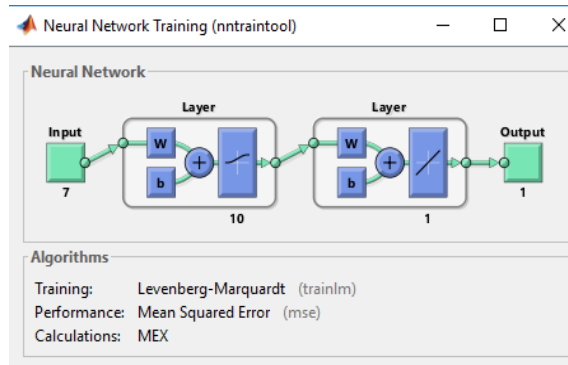 Neural Network Training (nntraintool)
Neural Network
Layer Layer
Input Output
W W
b b
7 10 1 1
Algorithms
Training: Levenberg-Marquardt (trainlm)
Performance: Mean Squared Error (mse)
Calculations: MEX